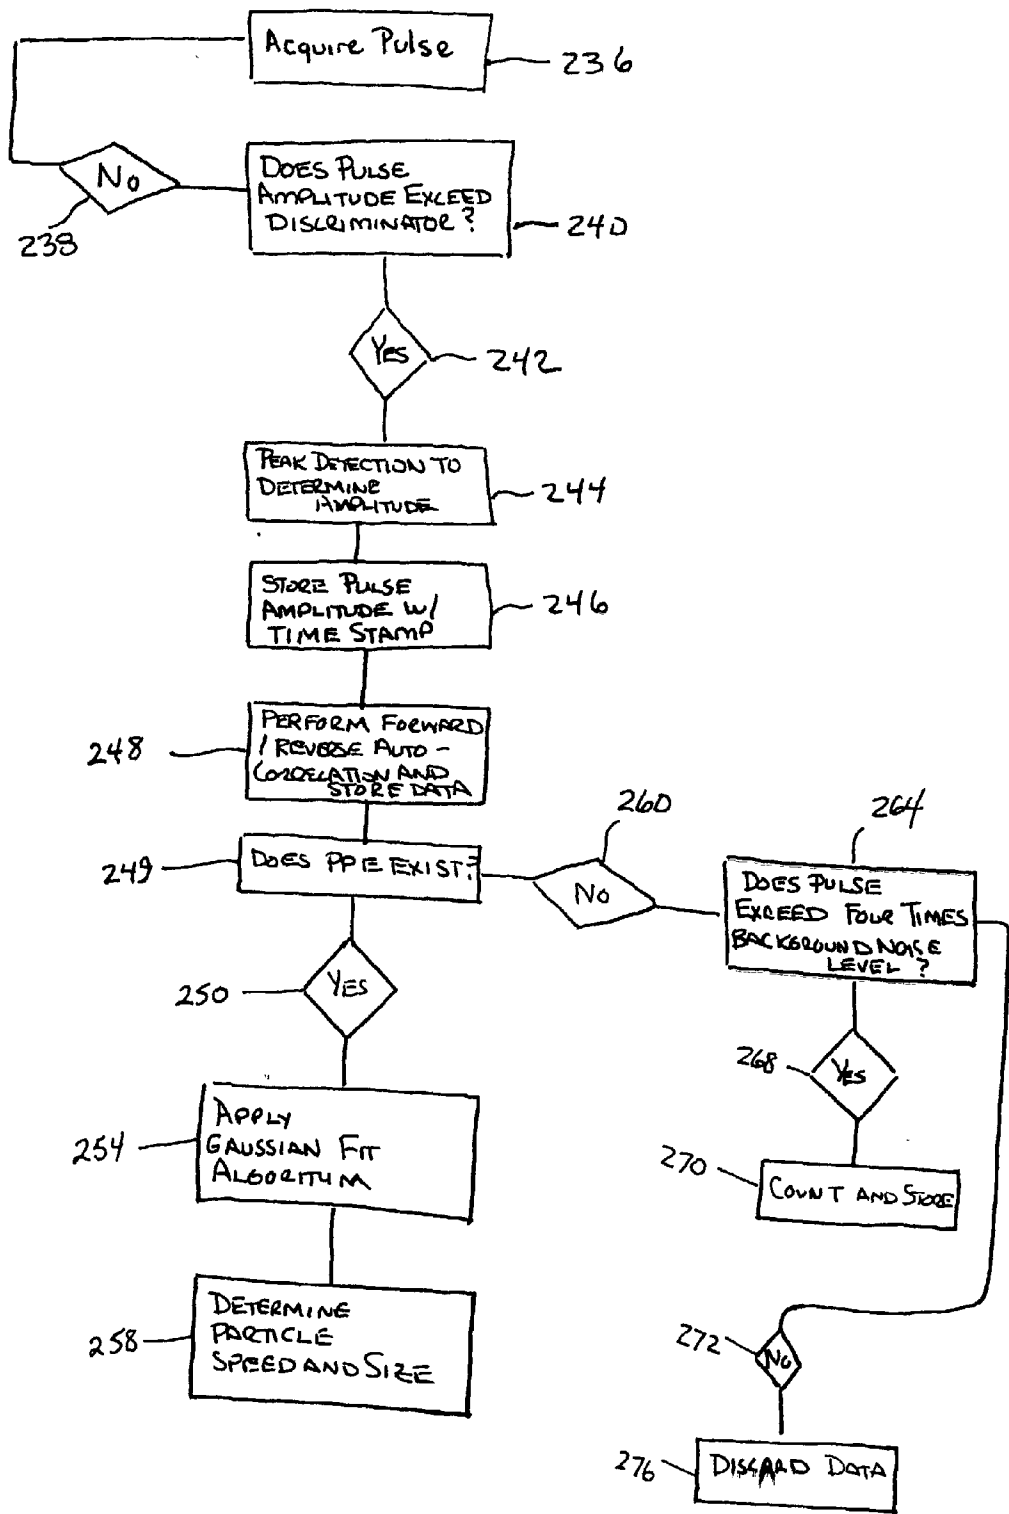 Acquire Pulse
236
No
238
DOES PULSE
AMPLITUDE EXCEED
DISCRIMINATOR?
240
YES
242
PEAK DETECTION TO
DETERMINE
AMPLITUDE
244
STORE PULSE
AMPLITUDE W/
TIME STAMP
246
PERFORM FORWARD
/ REVERSE AUTO-
CORRELATION AND
STORE DATA
248
DOES PPIE EXIST?
249
NO
260
DOES PULSE
EXCEED FOUR TIMES
BACKGROUND NOISE
LEVEL?
264
YES
250
YES
268
APPLY
GAUSSIAN FIT
ALGORITUM
254
COUNT AND STORE
270
DETERMINE
PARTICLE
SPEED AND SIZE
258
NO
272
DISCARD DATA
276